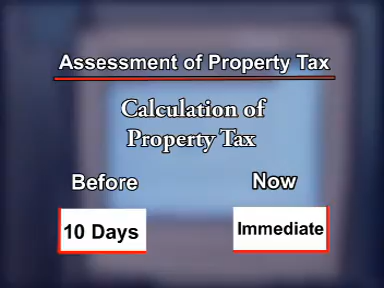 Assessment of Property Tax
Calculation of
Property Tax
Before
Now
10 Days
Immediate